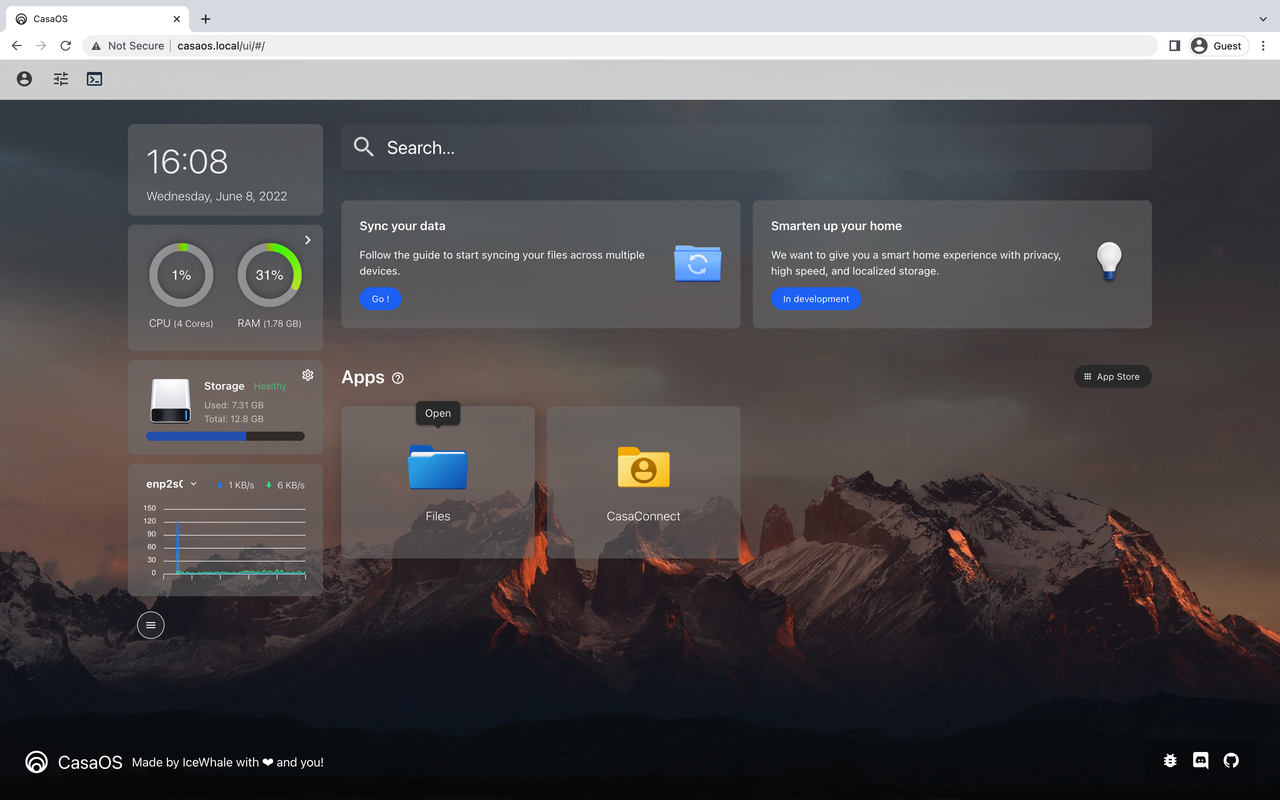 CasaOS
Not Secure
casaos.local/ui/#/
Guest
16:08
Wednesday, June 8, 2022
1%
31%
CPU (4 Cores)
RAM (1.78 GB)
Storage Healthy
Used: 7.31 GB
Total: 12.8 GB
enp2s(
1 KB/s
6 KB/s
150
120
90
60
30
0
Search...
Sync your data
Follow the guide to start syncing your files across multiple
devices.
Go !
Smarten up your home
We want to give you a smart home experience with privacy,
high speed, and localized storage.
In development
Apps
App Store
Open
Files
CasaConnect
CasaOS
Made by IceWhale with ❤ and you!